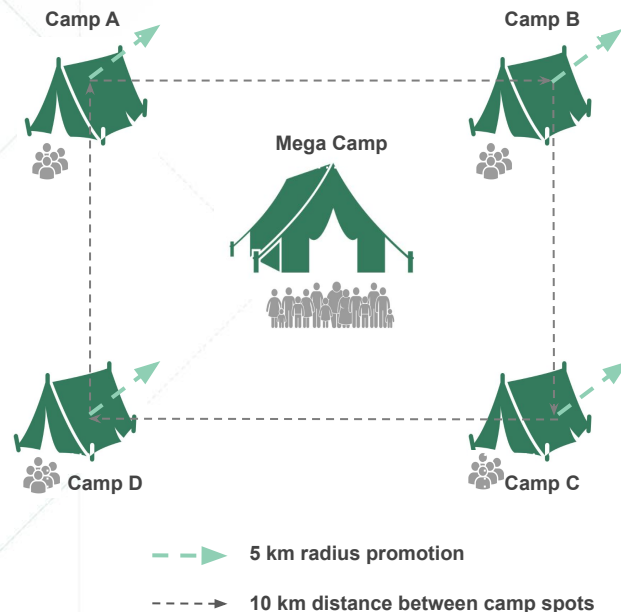 Camp A
Camp B
Mega Camp
Camp D
Camp C
5 km radius promotion
10 km distance between camp spots